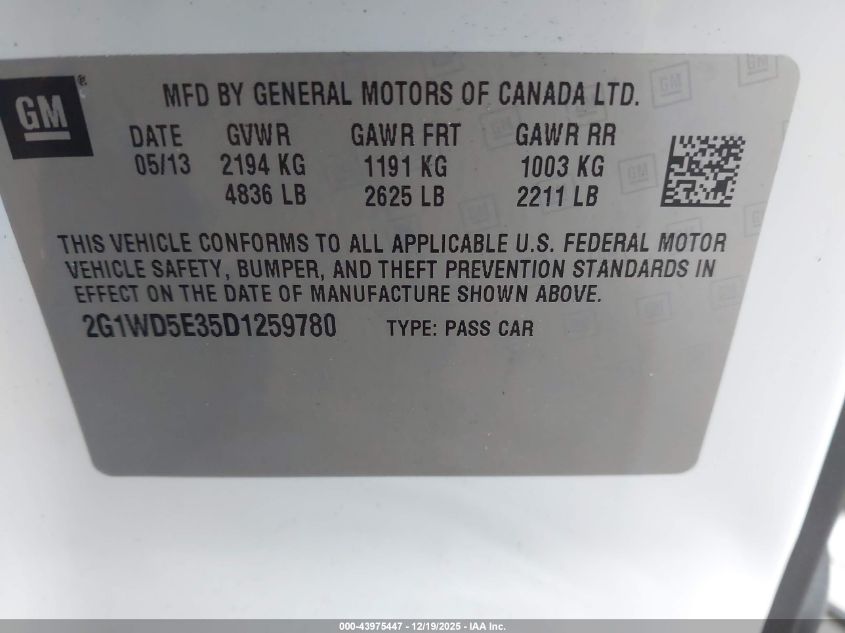 GM®
MFD BY GENERAL MOTORS OF CANADA LTD.
DATE GVWR GAWR FRT GAWR RR
05/13 2194 KG 1191 KG 1003 KG
4836 LB 2625 LB 2211 LB
THIS VEHICLE CONFORMS TO ALL APPLICABLE U.S. FEDERAL MOTOR
VEHICLE SAFETY, BUMPER, AND THEFT PREVENTION STANDARDS IN
EFFECT ON THE DATE OF MANUFACTURE SHOWN ABOVE.
2G1WD5E35D1259780 TYPE: PASS CAR
000-43975447 - 12/19/2025 - IAA Inc.